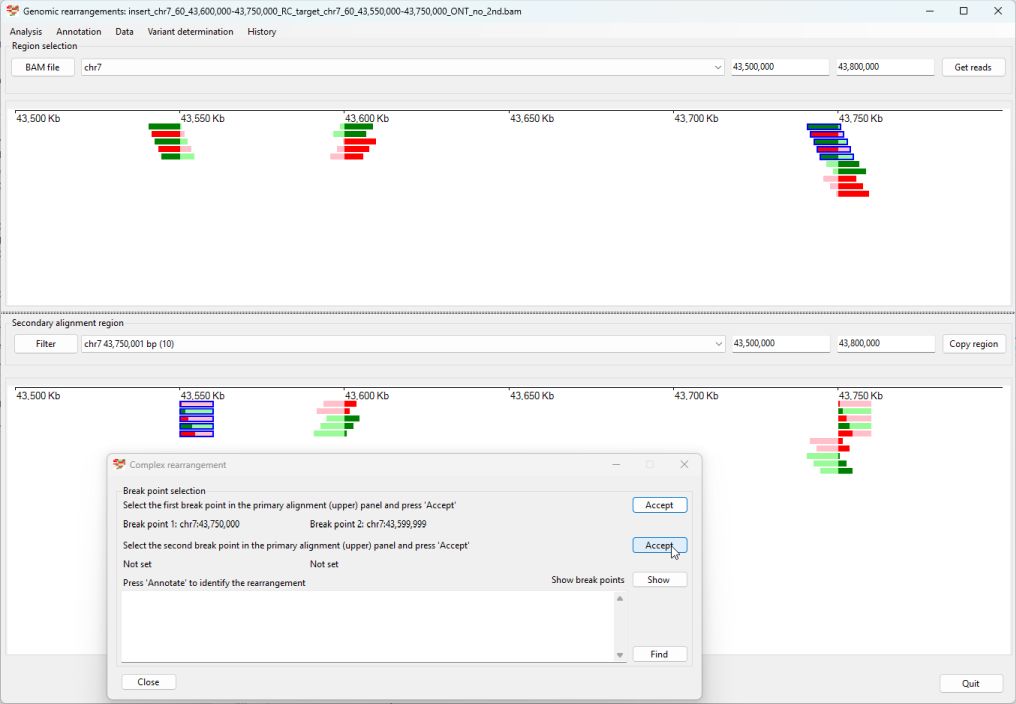 Genomic rearrangements: insert_chr7_60_43,600,000-43,750,000_RC_target_chr7_60_43,550,000-43,750,000_ONT_no_2nd.bam
Analysis Annotation Data Variant determination History
Region selection
BAM file chr7 43,500,000 43,800,000 Get reads
43,500 Kb 43,550 Kb 43,600 Kb 43,650 Kb 43,700 Kb 43,750 Kb
Secondary alignment region
Filter chr7 43,750,001 bp (10) 43,500,000 43,800,000 Copy region
43,500 Kb 43,550 Kb 43,600 Kb 43,650 Kb 43,700 Kb 43,750 Kb
Complex rearrangement
Break point selection
Select the first break point in the primary alignment (upper) panel and press 'Accept' Accept
Break point 1: chr7:43,750,000 Break point 2: chr7:43,599,999
Select the second break point in the primary alignment (upper) panel and press 'Accept' Accept
Not set Not set
Press 'Annotate' to identify the rearrangement Show break points Show
Find
Close
Quit